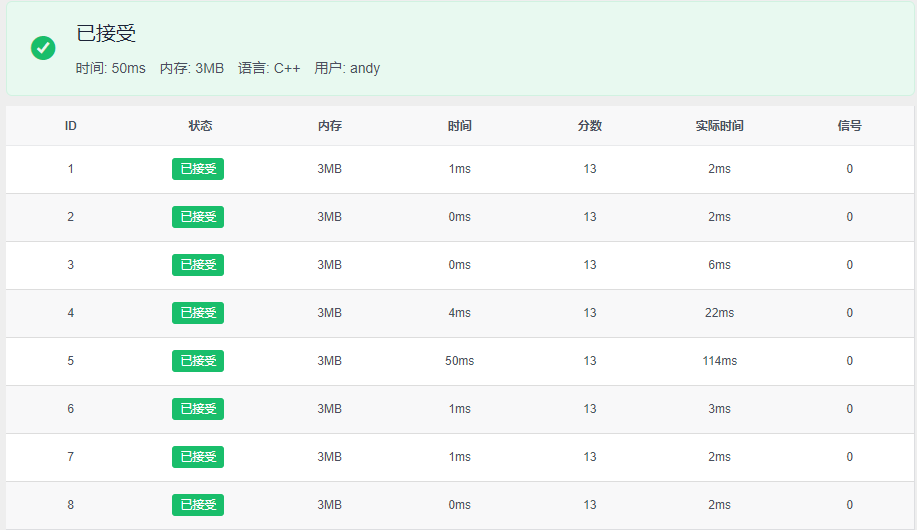 已接受
时间: 50ms 内存: 3MB 语言: C++ 用户: andy
ID 状态 内存 时间 分数 实际时间 信号
1 已接受 3MB 1ms 13 2ms 0
2 已接受 3MB 0ms 13 2ms 0
3 已接受 3MB 0ms 13 6ms 0
4 已接受 3MB 4ms 13 22ms 0
5 已接受 3MB 50ms 13 114ms 0
6 已接受 3MB 1ms 13 3ms 0
7 已接受 3MB 1ms 13 2ms 0
8 已接受 3MB 0ms 13 2ms 0